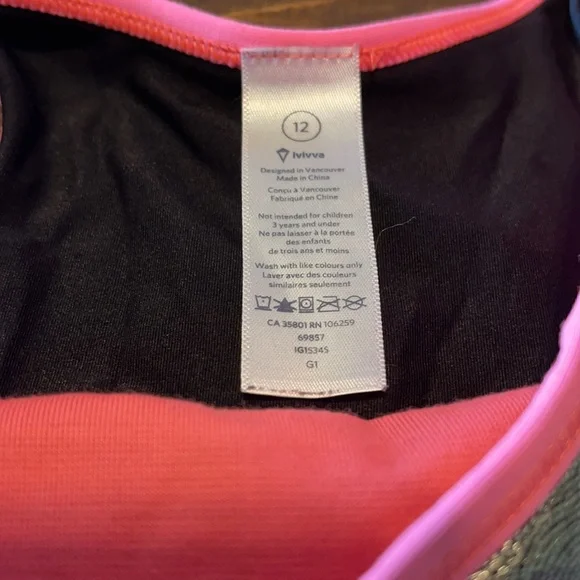 12
ivivva
Designed in Vancouver
Made in China
Conçu à Vancouver
Fabriqué en Chine
Not intended for children
3 years and under
Ne pas laisser à la portée
des enfants
de trois ans et moins
Wash with like colours only
Laver avec des couleurs
similaires seulement
CA 35801 RN 106259
69857
IG1S34S
G1